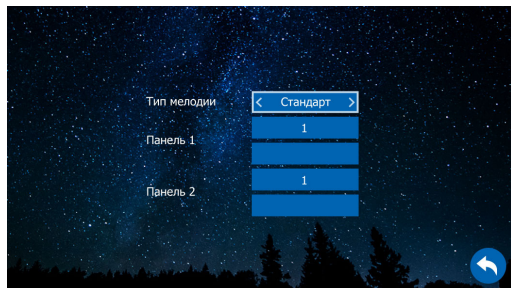 Тип мелодии < Стандарт >
1
Панель 1
1
Панель 2